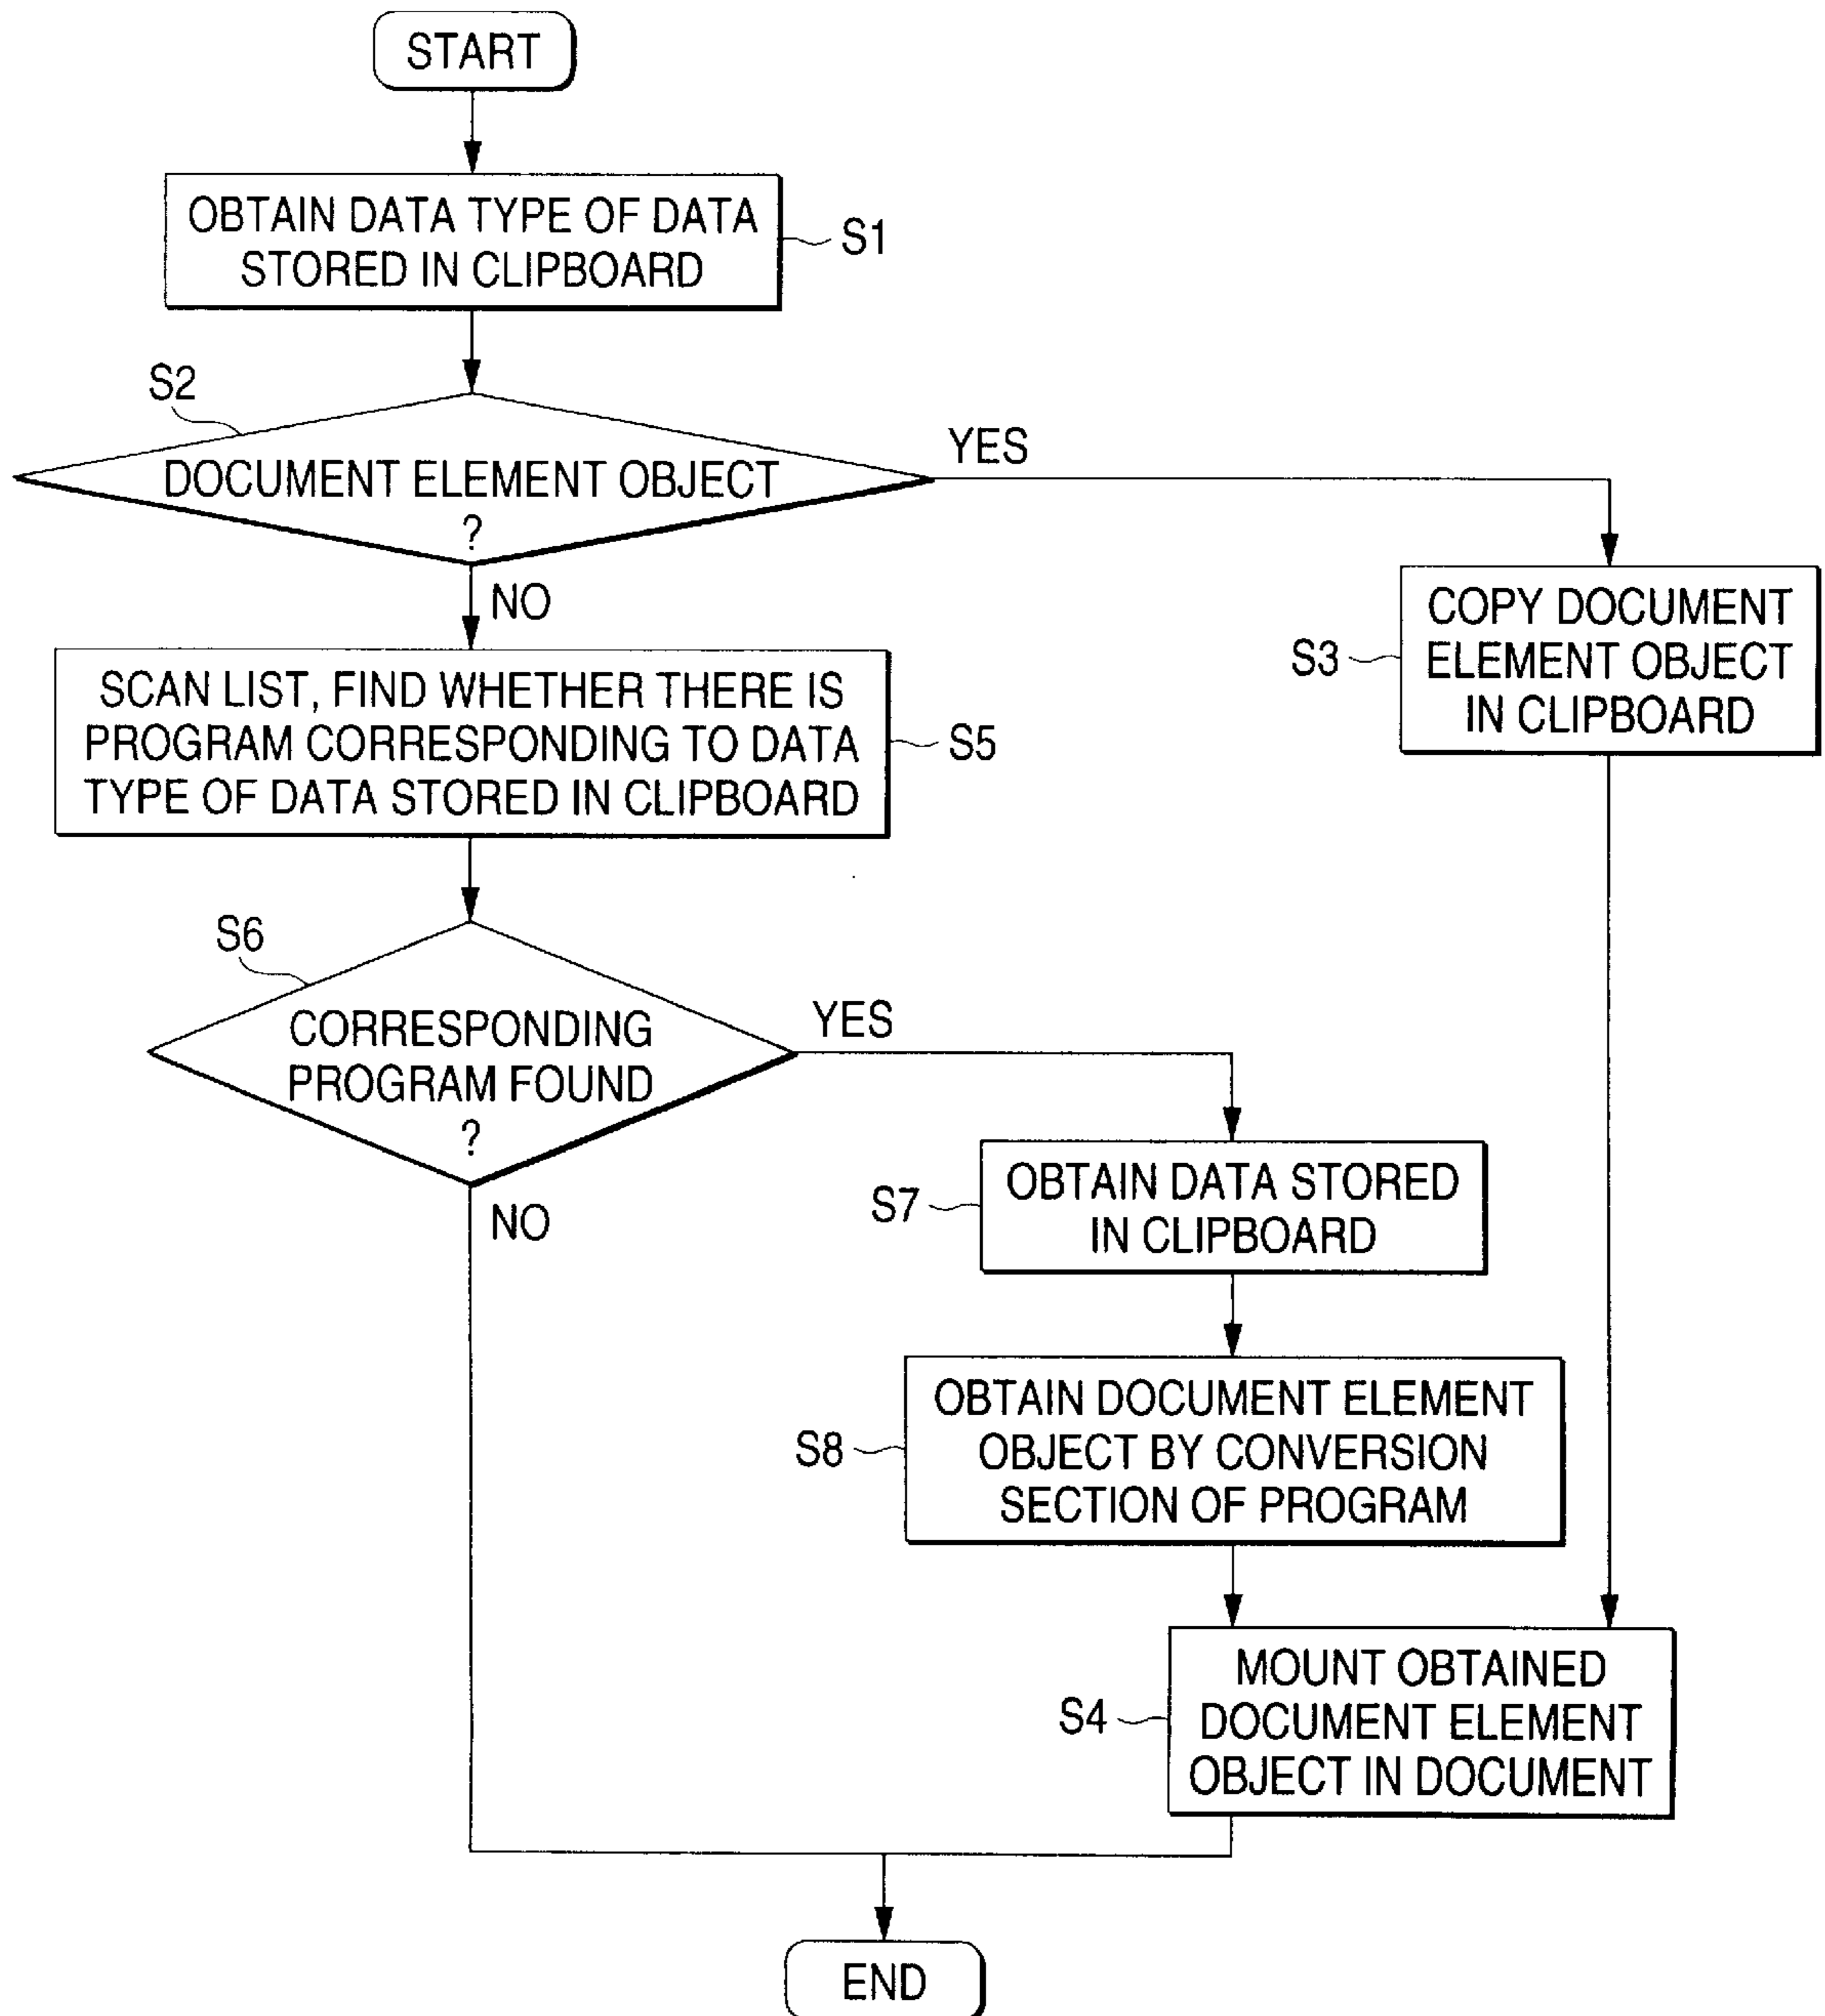 START
OBTAIN DATA TYPE OF DATA
STORED IN CLIPBOARD
S1
S2
DOCUMENT ELEMENT OBJECT
?
YES
NO
COPY DOCUMENT
ELEMENT OBJECT
IN CLIPBOARD
S3
SCAN LIST, FIND WHETHER THERE IS
PROGRAM CORRESPONDING TO DATA
TYPE OF DATA STORED IN CLIPBOARD
S5
S6
CORRESPONDING
PROGRAM FOUND
?
YES
NO
S7
OBTAIN DATA STORED
IN CLIPBOARD
S8
OBTAIN DOCUMENT ELEMENT
OBJECT BY CONVERSION
SECTION OF PROGRAM
S4
MOUNT OBTAINED
DOCUMENT ELEMENT
OBJECT IN DOCUMENT
END